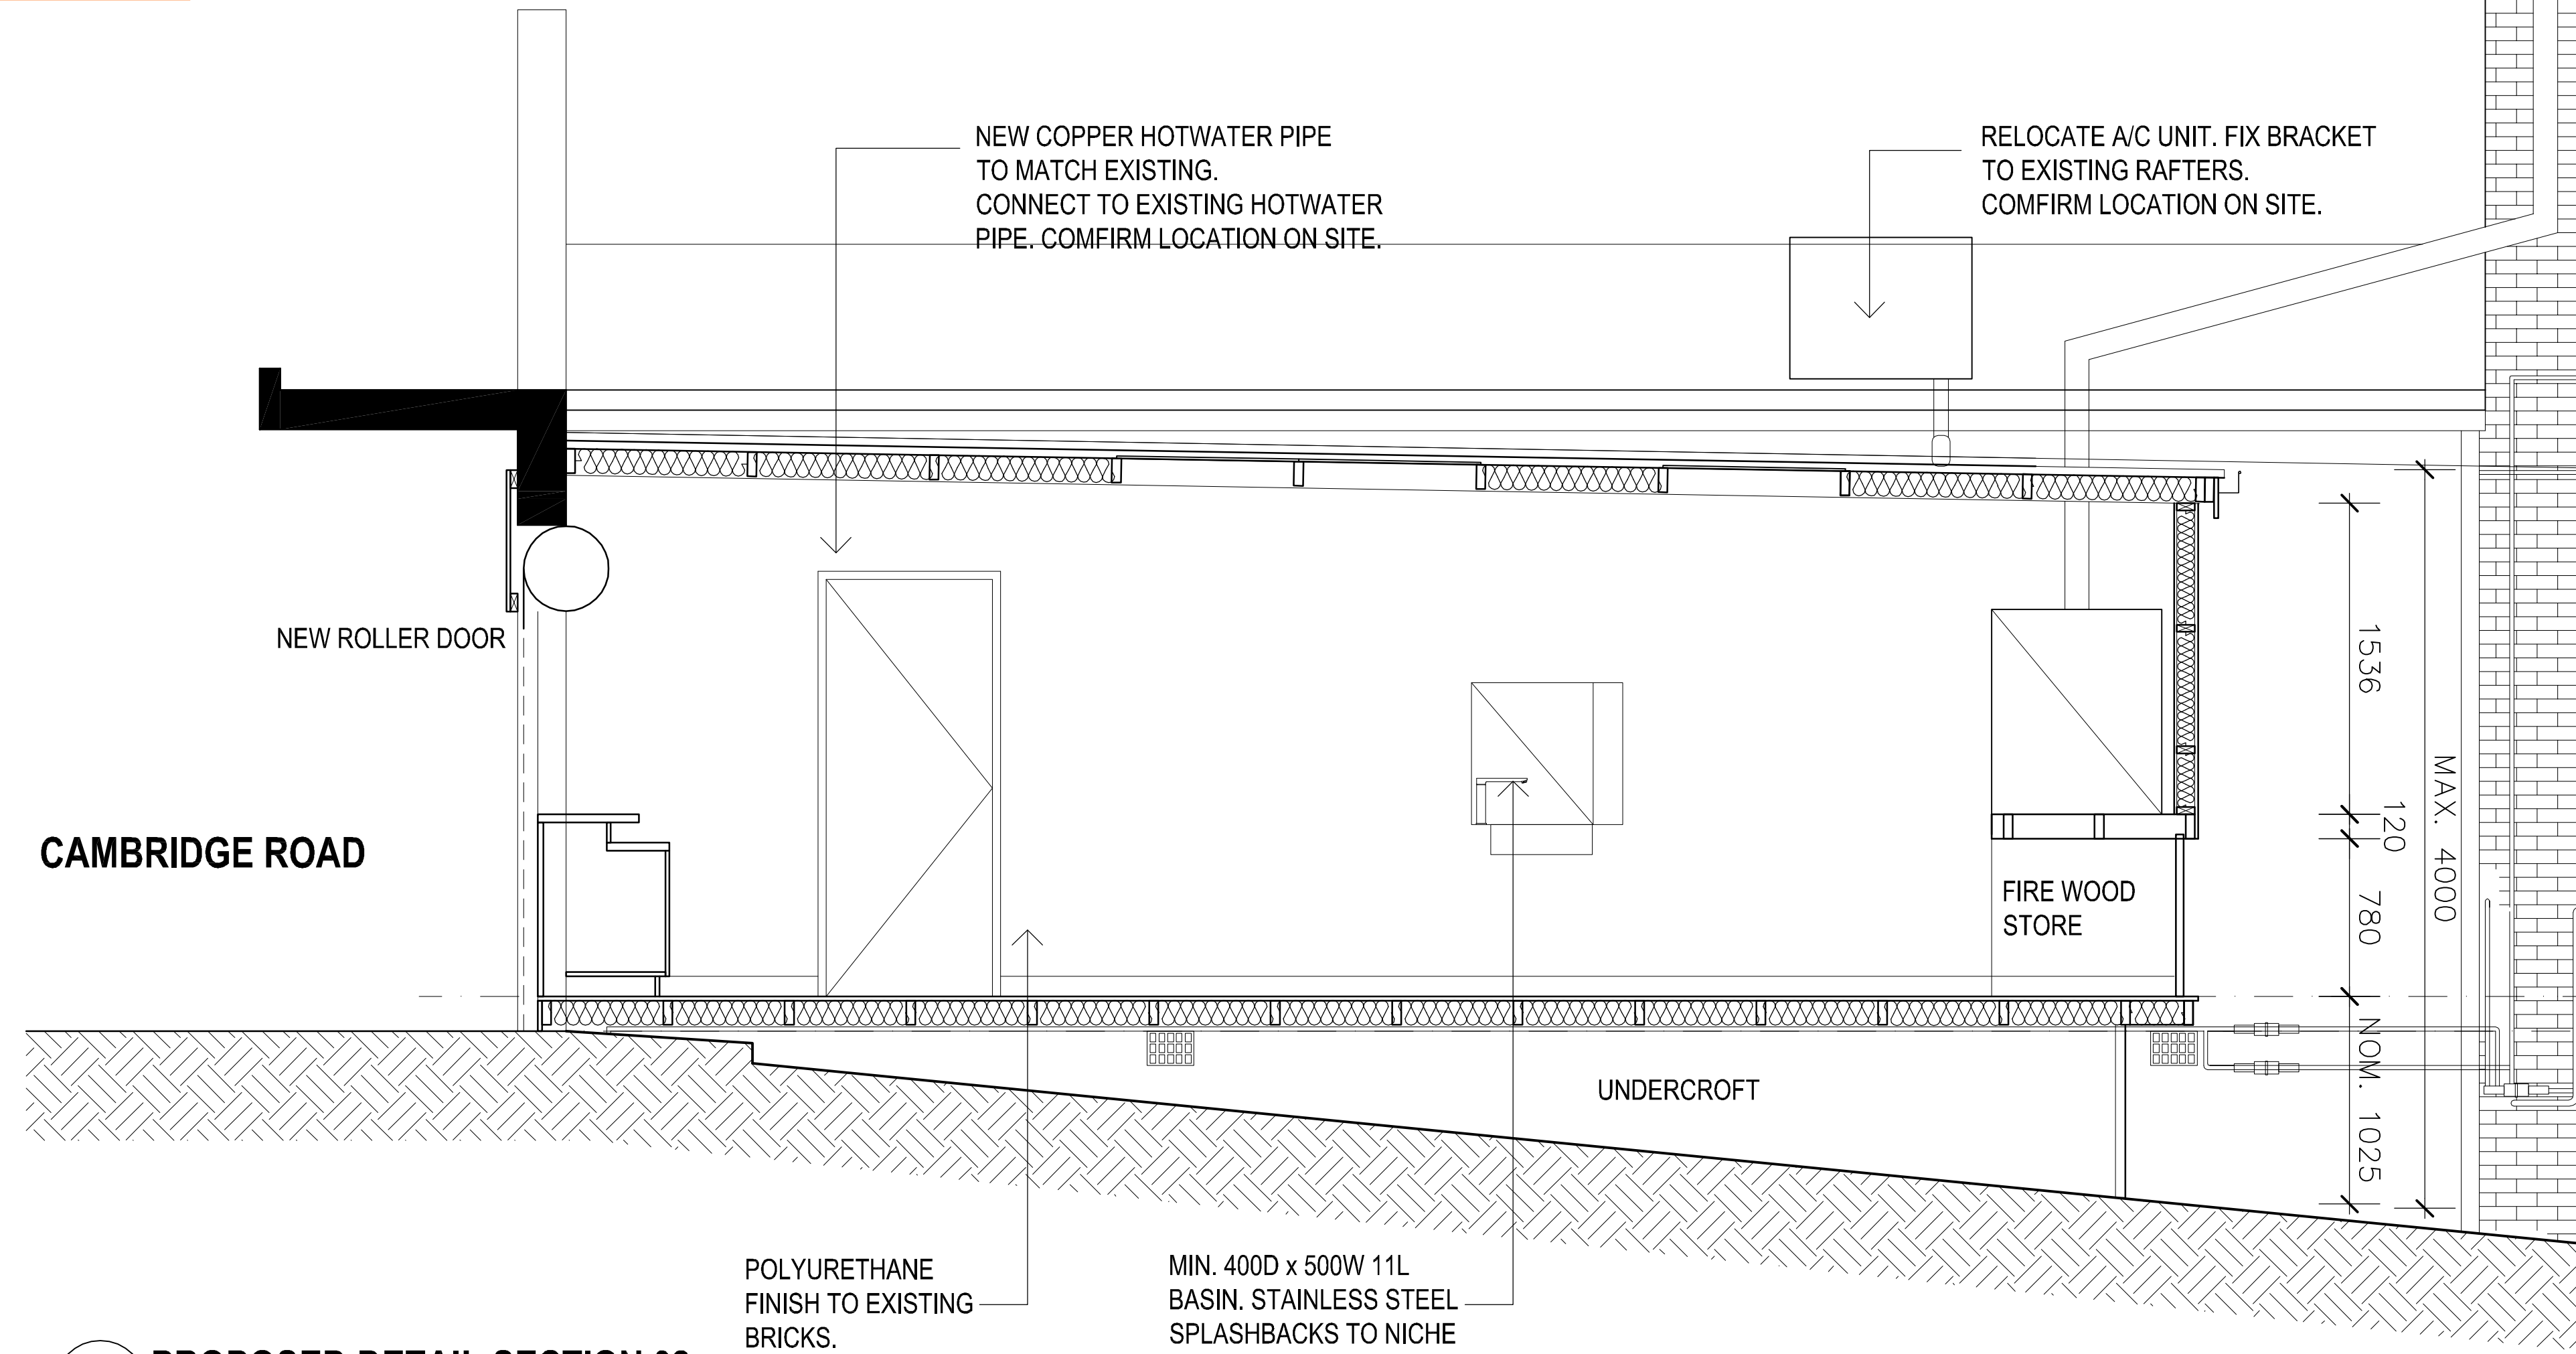 NEW COPPER HOTWATER PIPE
TO MATCH EXISTING.
CONNECT TO EXISTING HOTWATER
PIPE. COMFIRM LOCATION ON SITE.
RELOCATE A/C UNIT. FIX BRACKET
TO EXISTING RAFTERS.
COMFIRM LOCATION ON SITE.
NEW ROLLER DOOR
CAMBRIDGE ROAD
FIRE WOOD
STORE
1536
120
780
NOM. 1025
MAX. 4000
UNDERCROFT
POLYURETHANE
FINISH TO EXISTING
BRICKS.
MIN. 400D x 500W 11L
BASIN. STAINLESS STEEL
SPLASHBACKS TO NICHE
PROPOSED DETAIL SECTION